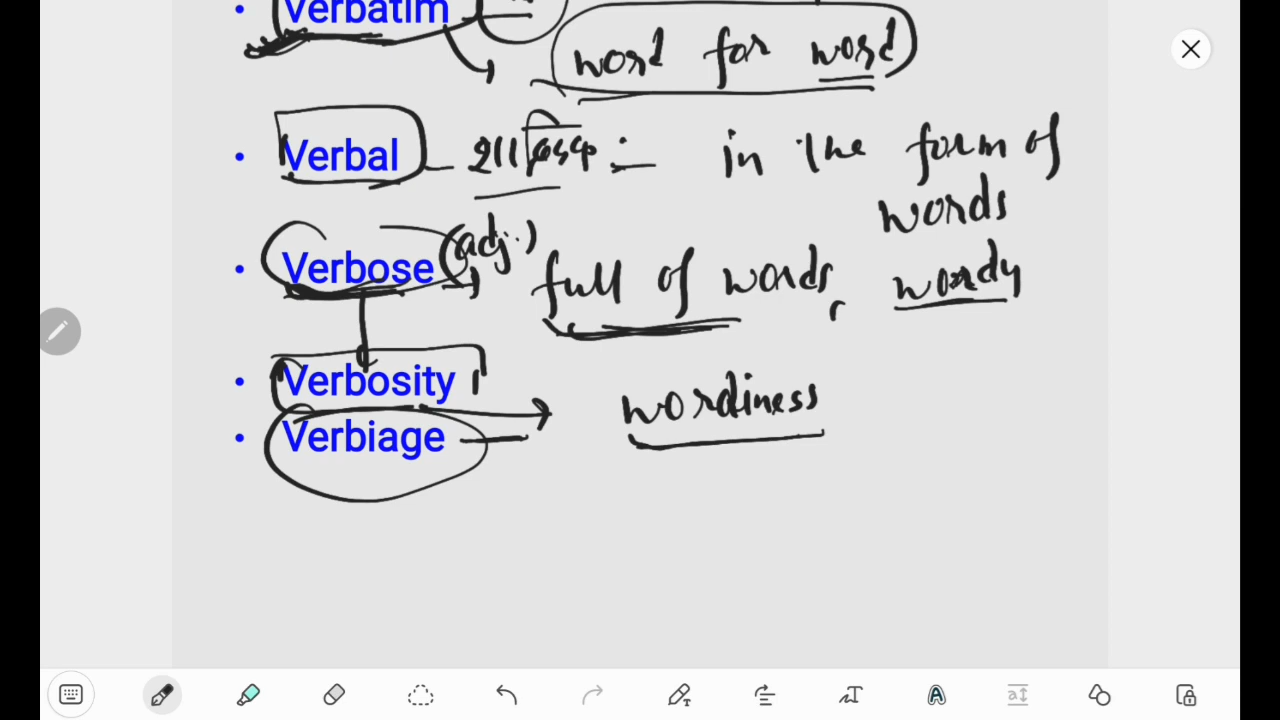 • Verbatim
word for word
• Verbal - शाब्दिक :- in the form of words
• Verbose (adj.) → full of words, wordy
• Verbosity → wordiness
• Verbiage